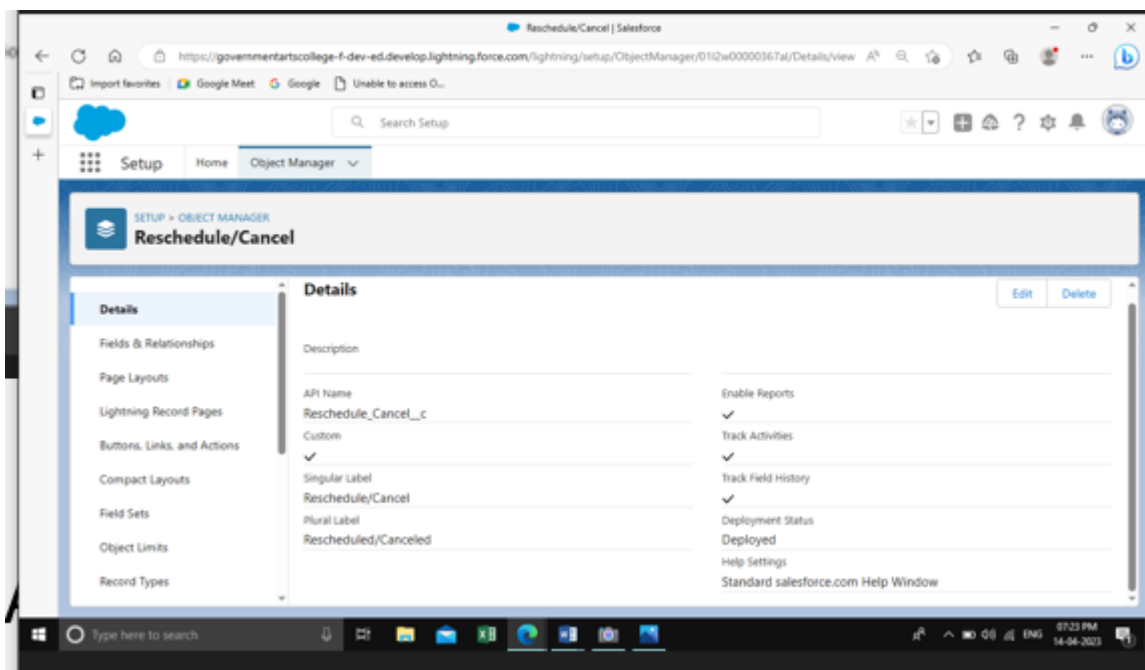 Reschedule/Cancel | Salesforce
https://governmentartscollege-f-dev-ed.develop.lightning.force.com/lightning/setup/ObjectManager/01I2w00000367al/Details/view
Import favorites
Google Meet
Google
Unable to access O...
Search Setup
Setup
Home
Object Manager
SETUP > OBJECT MANAGER
Reschedule/Cancel
Details
Fields & Relationships
Page Layouts
Lightning Record Pages
Buttons, Links, and Actions
Compact Layouts
Field Sets
Object Limits
Record Types
Details
Edit
Delete
Description
API Name
Reschedule_Cancel__c
Custom
Singular Label
Reschedule/Cancel
Plural Label
Rescheduled/Canceled
Enable Reports
Track Activities
Track Field History
Deployment Status
Deployed
Help Settings
Standard salesforce.com Help Window
Type here to search
ENG
07:23 PM
14-04-2023